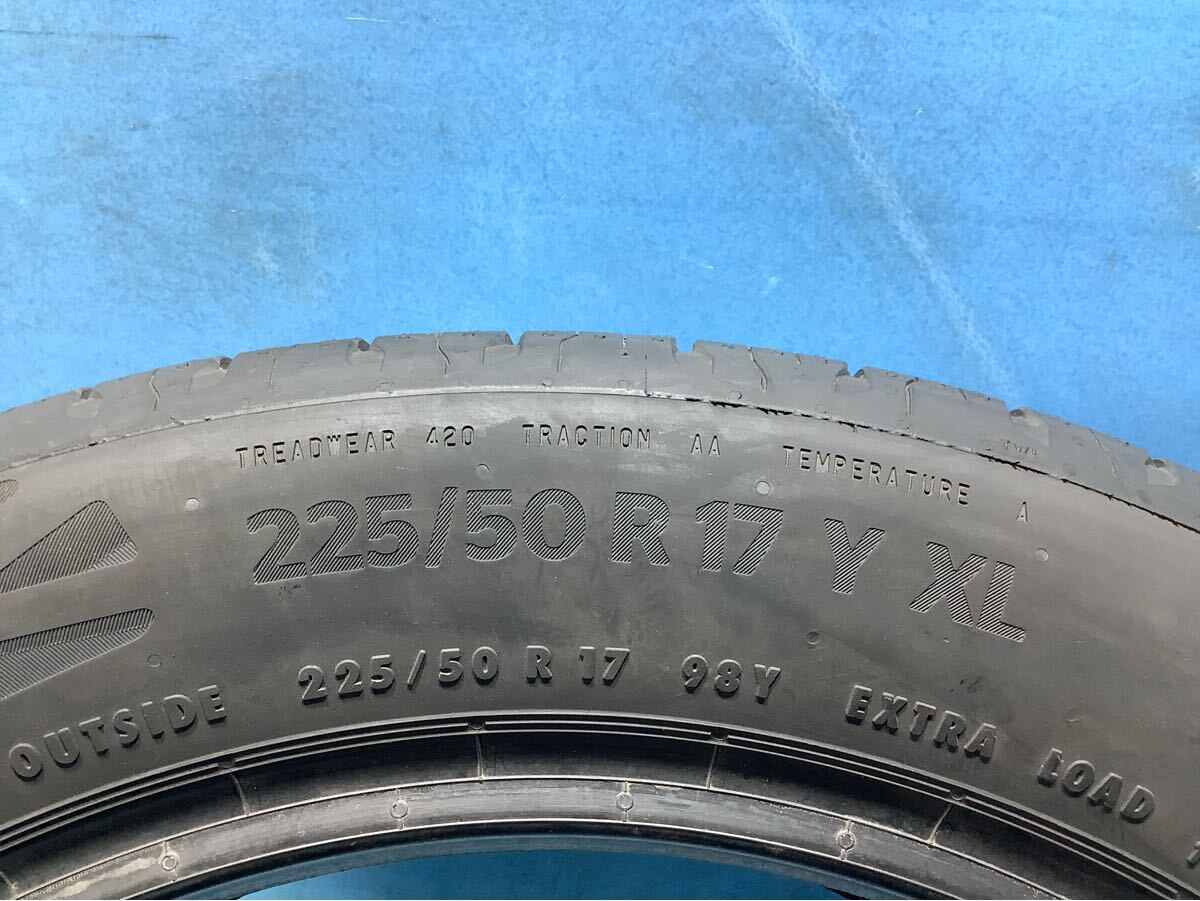 TREADWEAR 420 TRACTION AA TEMPERATURE A
225/50 R 17 Y XL
OUTSIDE 225/50 R 17 98Y EXTRA LOAD